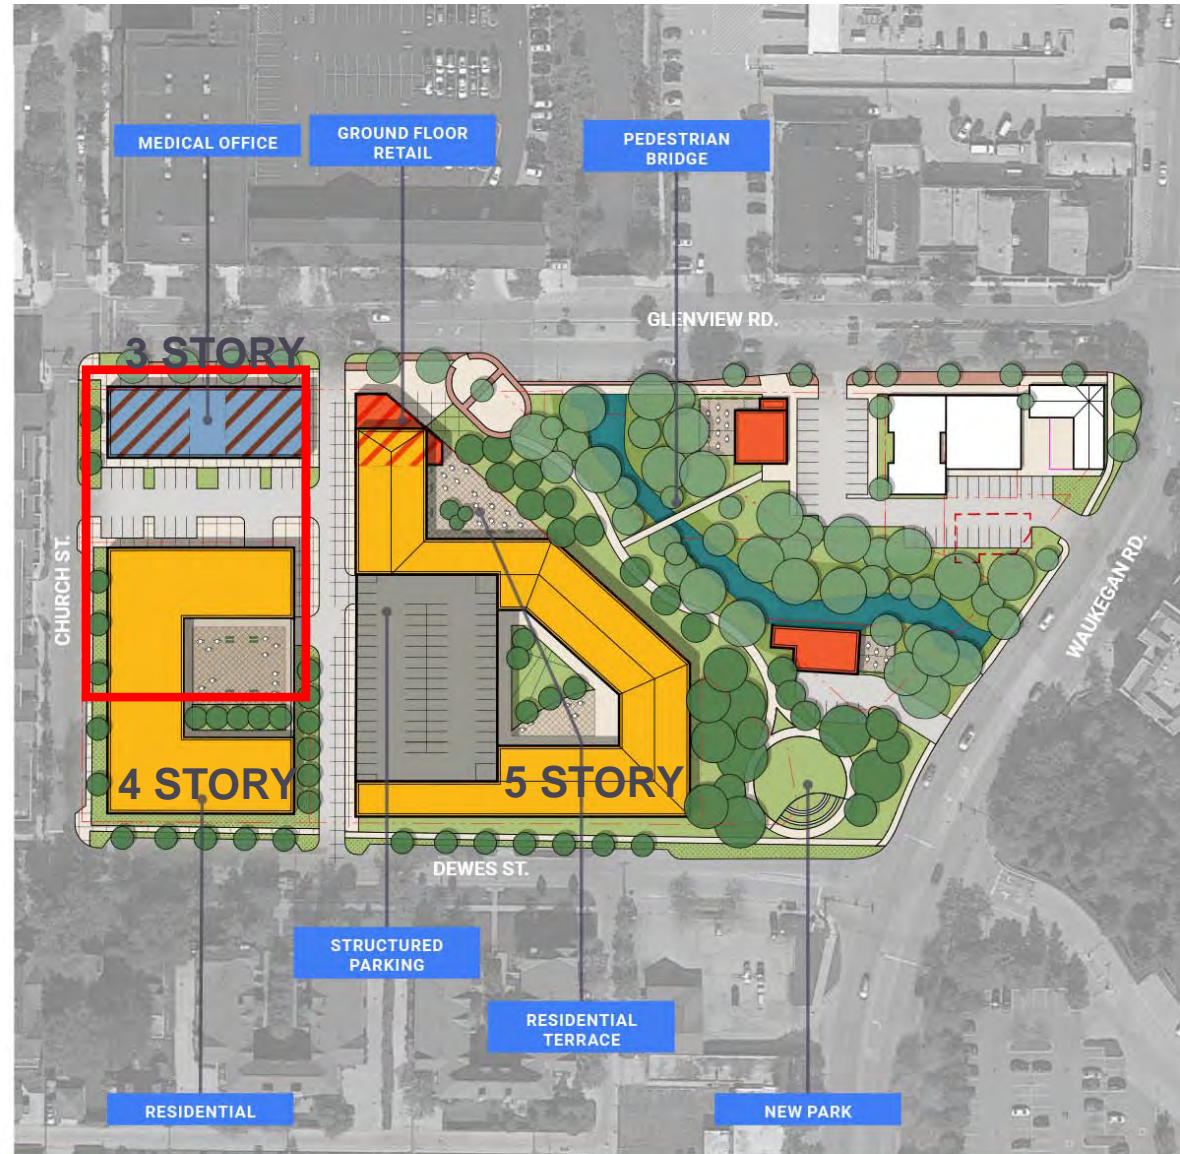 MEDICAL OFFICE
GROUND FLOOR
RETAIL
PEDESTRIAN
BRIDGE
GLENVIEW RD.
3 STORY
CHURCH ST.
WAUKEGAN RD.
4 STORY
5 STORY
DEWES ST.
STRUCTURED
PARKING
RESIDENTIAL
TERRACE
RESIDENTIAL
NEW PARK